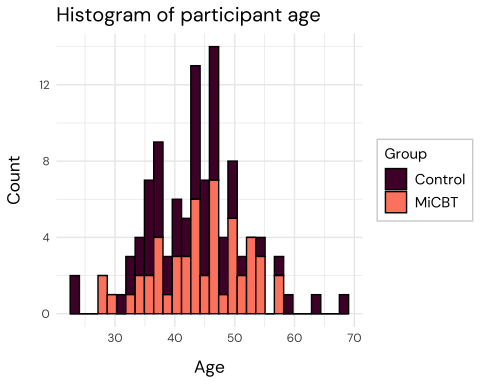 Histogram of participant age
Count
12
8
4
0
30 40 50 60 70
Age
Group
Control
MiCBT